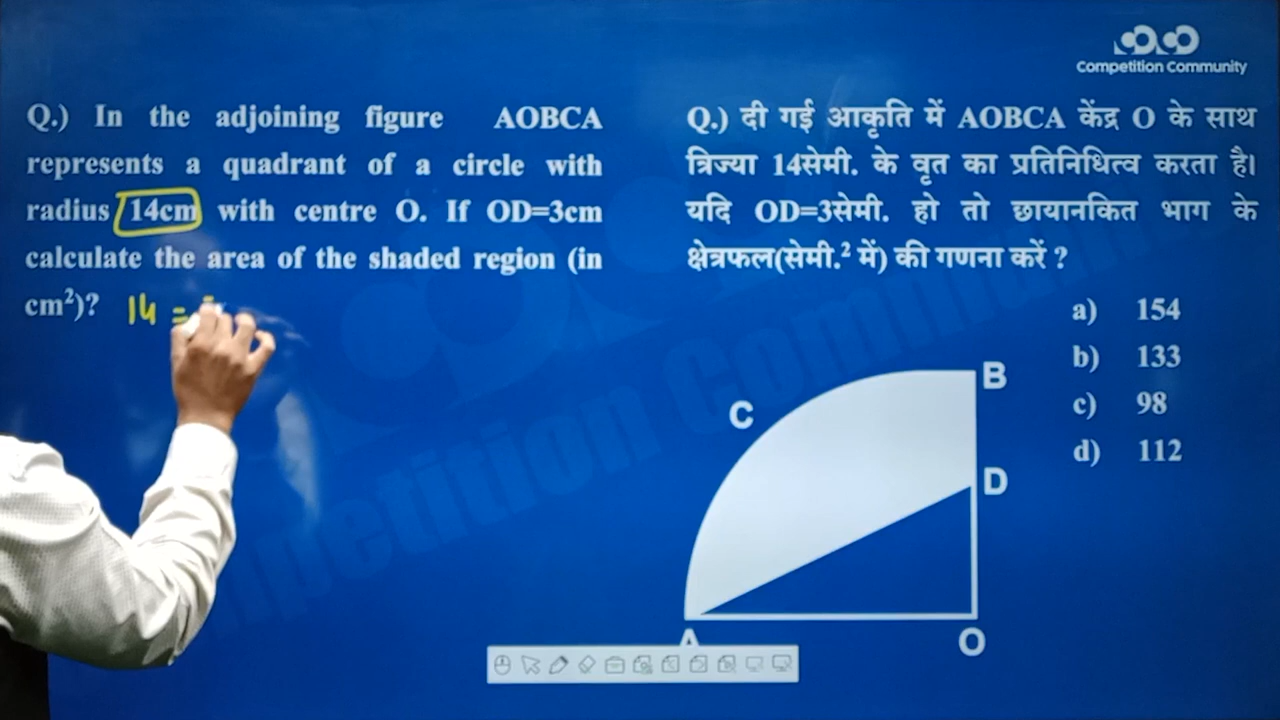 Competition Community
Q.) In the adjoining figure AOBCA
represents a quadrant of a circle with
radius 14cm with centre O. If OD=3cm
calculate the area of the shaded region (in
cm²)? 14 =
Q.) दी गई आकृति में AOBCA केंद्र O के साथ
त्रिज्या 14सेमी. के वृत का प्रतिनिधित्व करता है।
यदि OD=3सेमी. हो तो छायानकित भाग के
क्षेत्रफल(सेमी.² में) की गणना करें ?
a) 154
b) 133
c) 98
d) 112
B
C
D
A
O